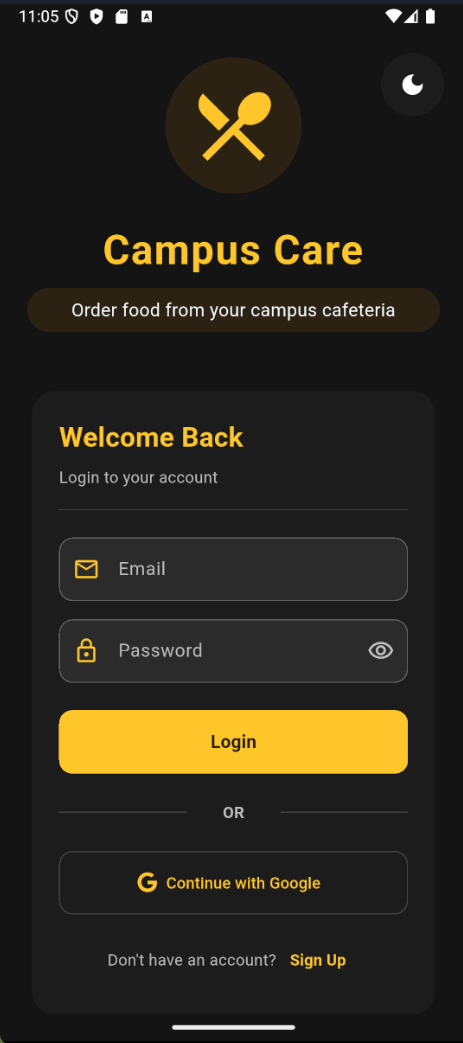 11:05
Campus Care
Order food from your campus cafeteria
Welcome Back
Login to your account
Email
Password
Login
OR
G Continue with Google
Don't have an account? Sign Up